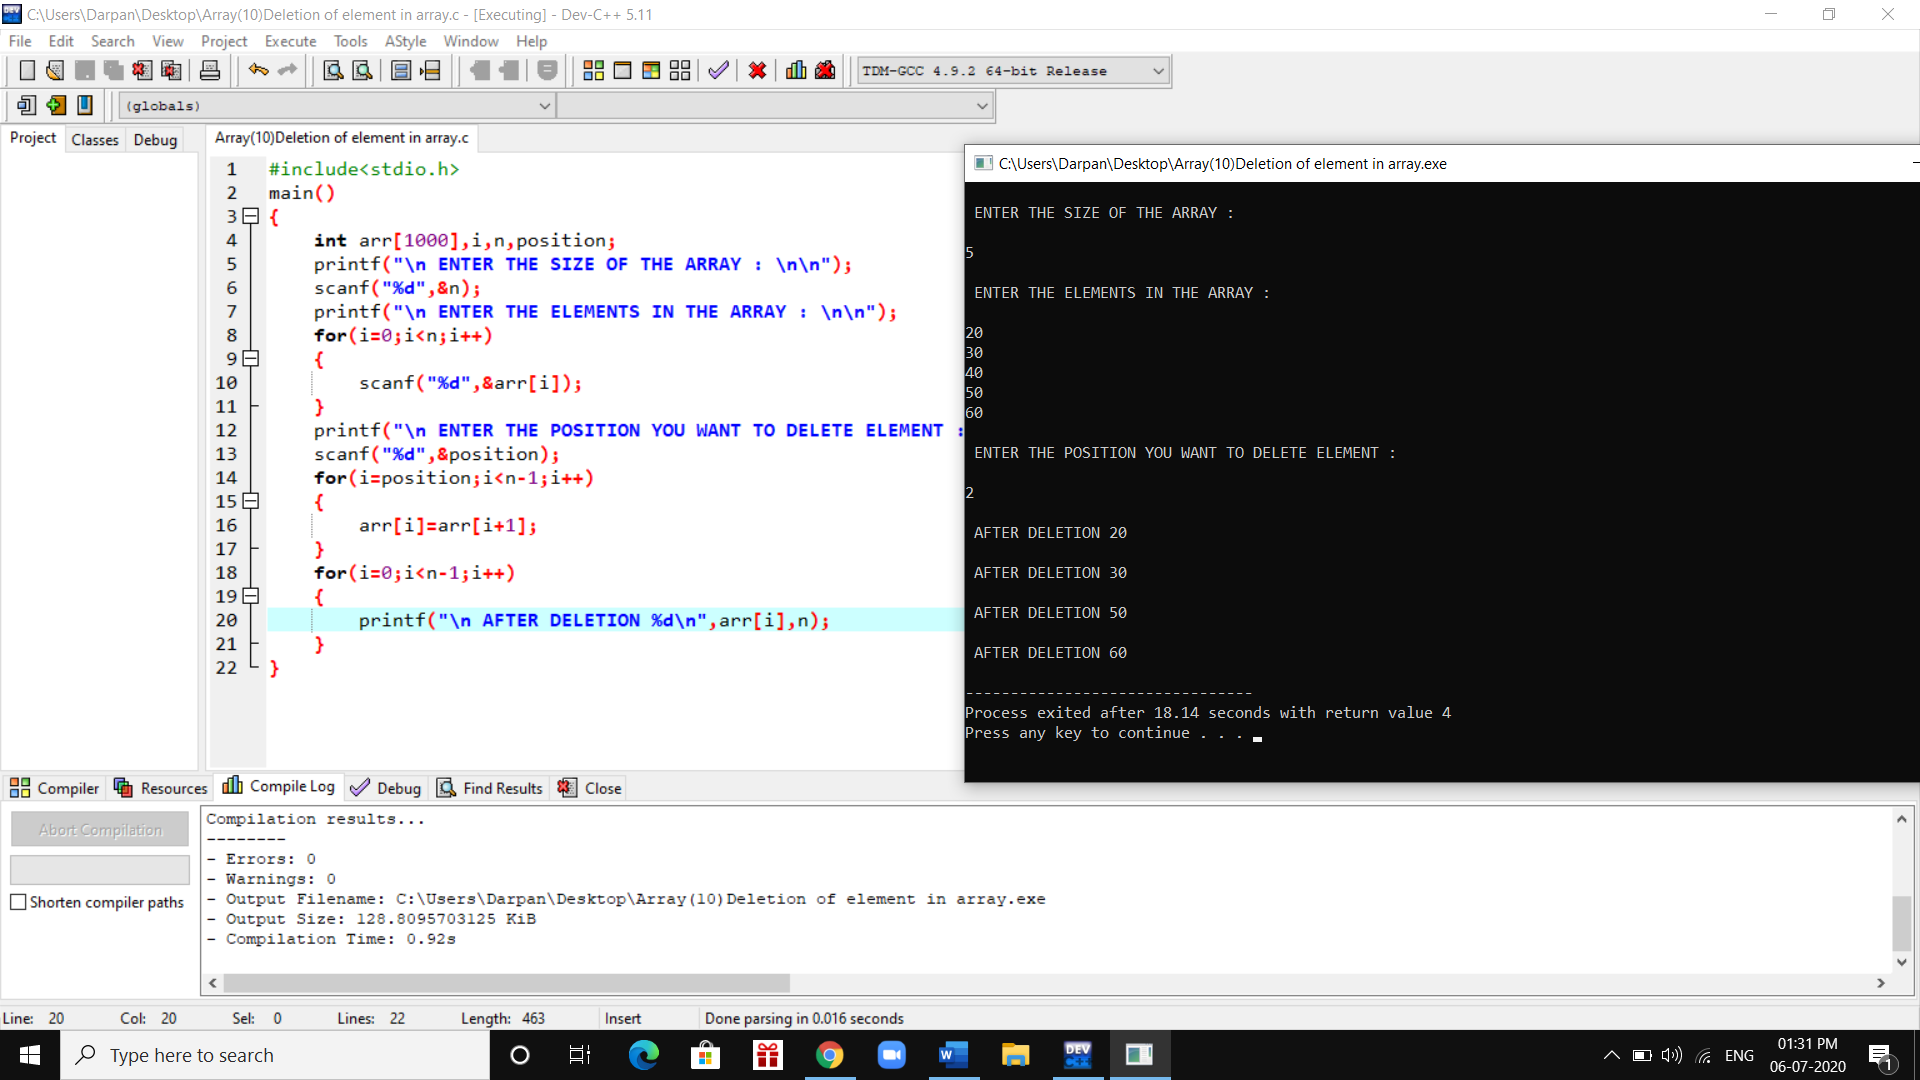 C:\Users\Darpan\Desktop\Array(10)Deletion of element in array.c - [Executing] - Dev-C++ 5.11
File Edit Search View Project Execute Tools AStyle Window Help
TDM-GCC 4.9.2 64-bit Release
(globals)
Project Classes Debug
Array(10)Deletion of element in array.c
1 #include<stdio.h>
2 main()
3 {
4 int arr[1000],i,n,position;
5 printf("\n ENTER THE SIZE OF THE ARRAY : \n\n");
6 scanf("%d",&n);
7 printf("\n ENTER THE ELEMENTS IN THE ARRAY : \n\n");
8 for(i=0;i<n;i++)
9 {
10 scanf("%d",&arr[i]);
11 }
12 printf("\n ENTER THE POSITION YOU WANT TO DELETE ELEMENT :
13 scanf("%d",&position);
14 for(i=position;i<n-1;i++)
15 {
16 arr[i]=arr[i+1];
17 }
18 for(i=0;i<n-1;i++)
19 {
20 printf("\n AFTER DELETION %d\n",arr[i],n);
21 }
22 }
C:\Users\Darpan\Desktop\Array(10)Deletion of element in array.exe
ENTER THE SIZE OF THE ARRAY :
5
ENTER THE ELEMENTS IN THE ARRAY :
20
30
40
50
60
ENTER THE POSITION YOU WANT TO DELETE ELEMENT :
2
AFTER DELETION 20
AFTER DELETION 30
AFTER DELETION 50
AFTER DELETION 60
--------------------------------
Process exited after 18.14 seconds with return value 4
Press any key to continue . . .
Compiler Resources Compile Log Debug Find Results Close
Abort Compilation
Shorten compiler paths
Compilation results...
--------
- Errors: 0
- Warnings: 0
- Output Filename: C:\Users\Darpan\Desktop\Array(10)Deletion of element in array.exe
- Output Size: 128.8095703125 KiB
- Compilation Time: 0.92s
Line: 20 Col: 20 Sel: 0 Lines: 22 Length: 463 Insert Done parsing in 0.016 seconds
Type here to search
DEV C++
ENG
01:31 PM
06-07-2020
1